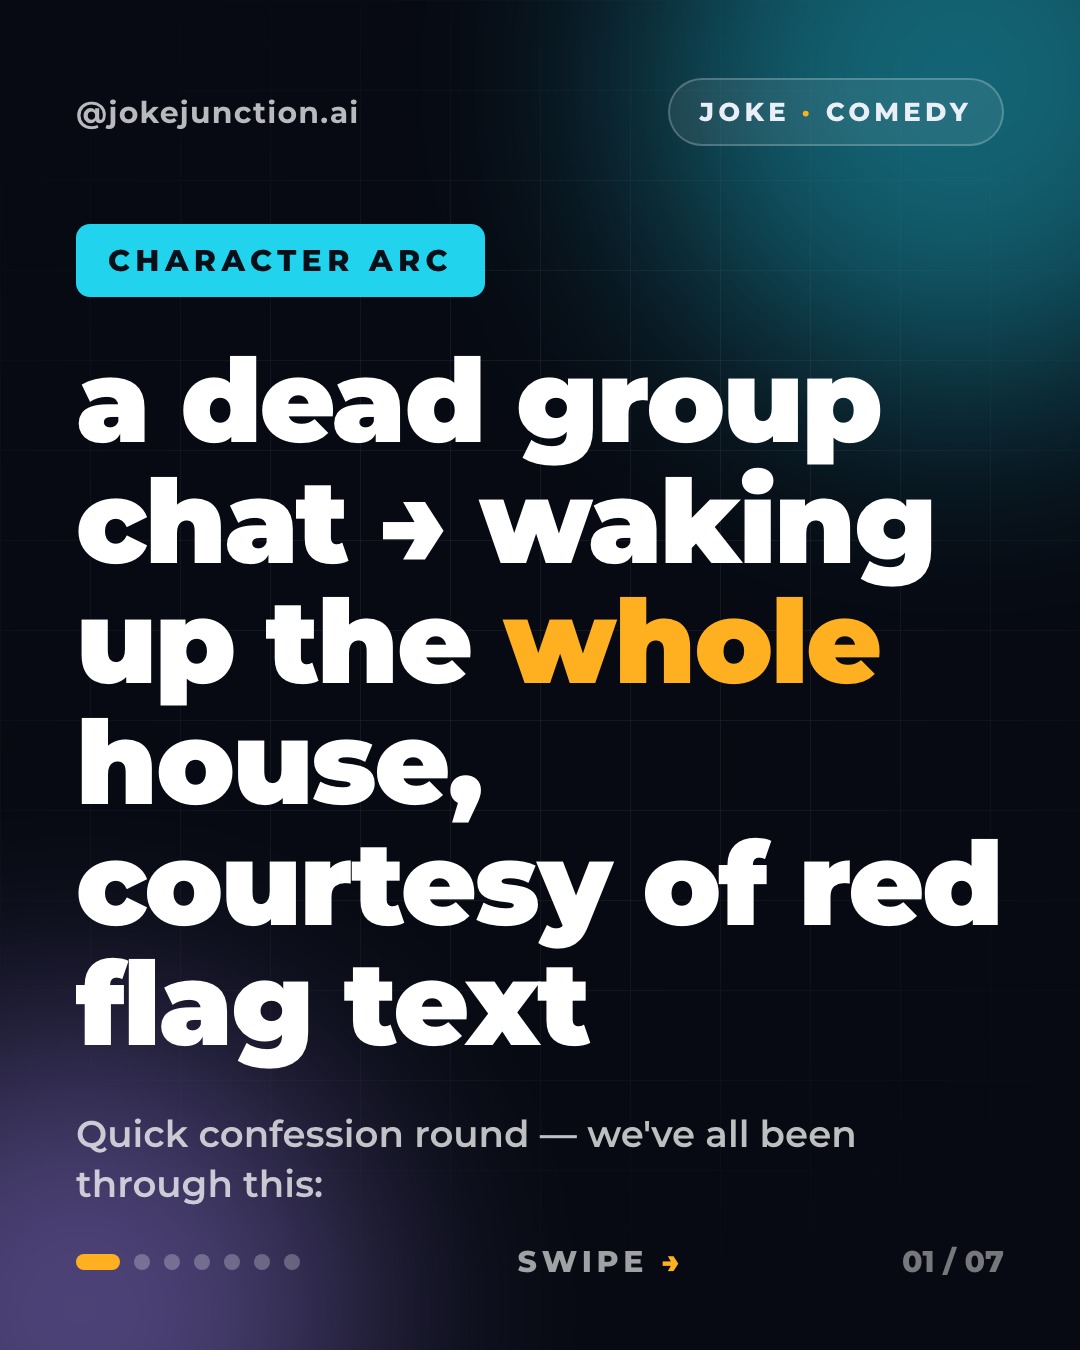 @jokejunction.ai
JOKE · COMEDY
CHARACTER ARC
a dead group
chat → waking
up the whole
house,
courtesy of red
flag text
Quick confession round — we've all been
through this:
SWIPE →
01 / 07